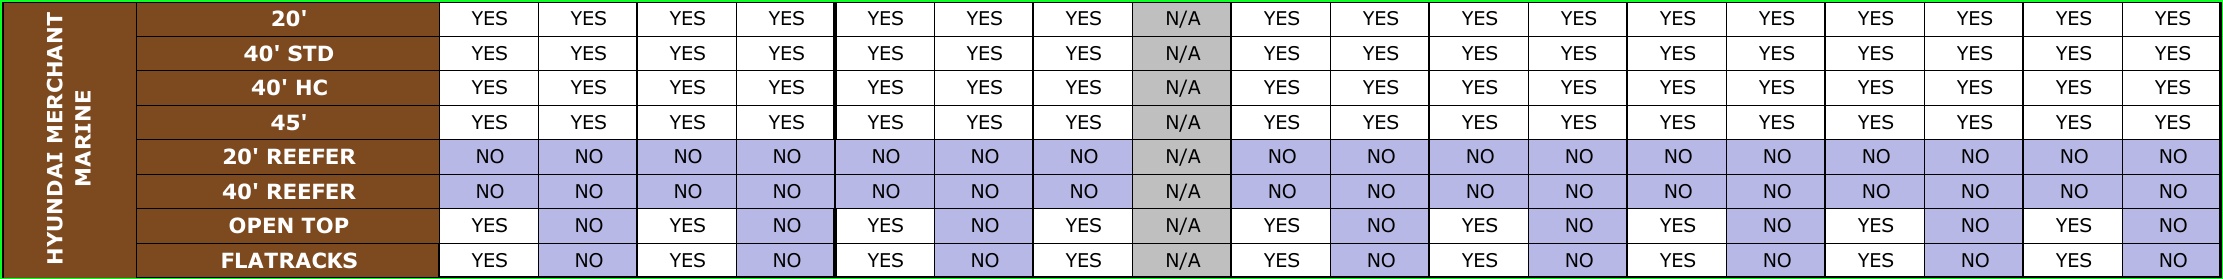 HYUNDAI MERCHANT
MARINE
20' YES YES YES YES YES YES YES N/A YES YES YES YES YES YES YES YES YES YES
40' STD YES YES YES YES YES YES YES N/A YES YES YES YES YES YES YES YES YES YES
40' HC YES YES YES YES YES YES YES N/A YES YES YES YES YES YES YES YES YES YES
45' YES YES YES YES YES YES YES N/A YES YES YES YES YES YES YES YES YES YES
20' REEFER NO NO NO NO NO NO NO N/A NO NO NO NO NO NO NO NO NO NO
40' REEFER NO NO NO NO NO NO NO N/A NO NO NO NO NO NO NO NO NO NO
OPEN TOP YES NO YES NO YES NO YES N/A YES NO YES NO YES NO YES NO YES NO
FLATRACKS YES NO YES NO YES NO YES N/A YES NO YES NO YES NO YES NO YES NO